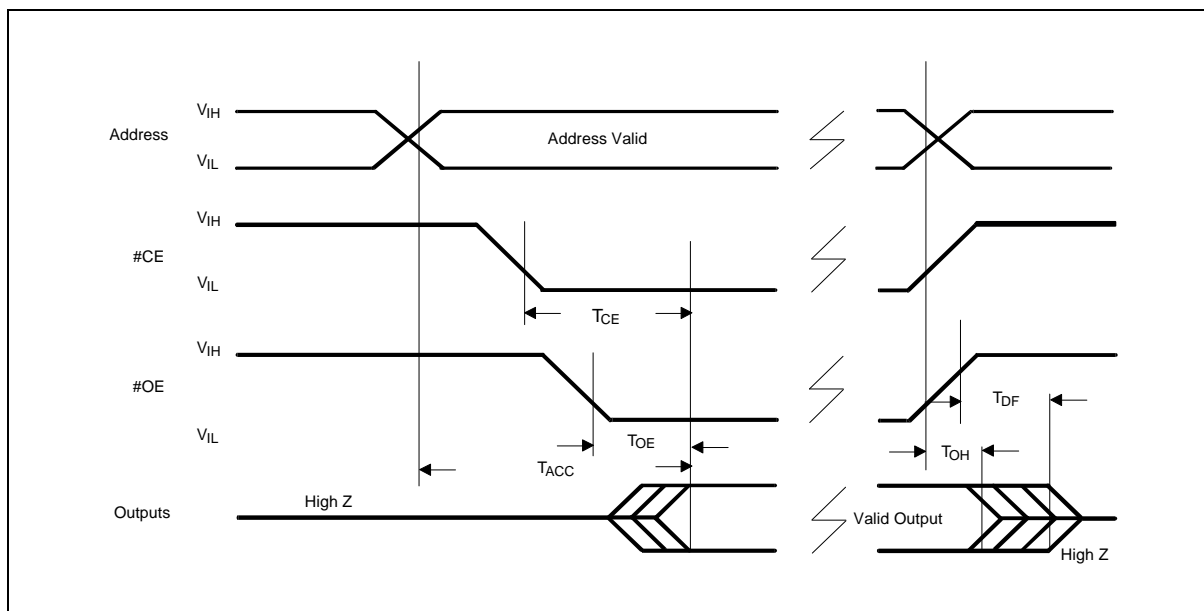 VIH
Address
Address Valid
VIL
VIH
#CE
VIL
TCE
VIH
#OE
TDF
VIL
TOE
TOH
TACC
High Z
Outputs
Valid Output
High Z